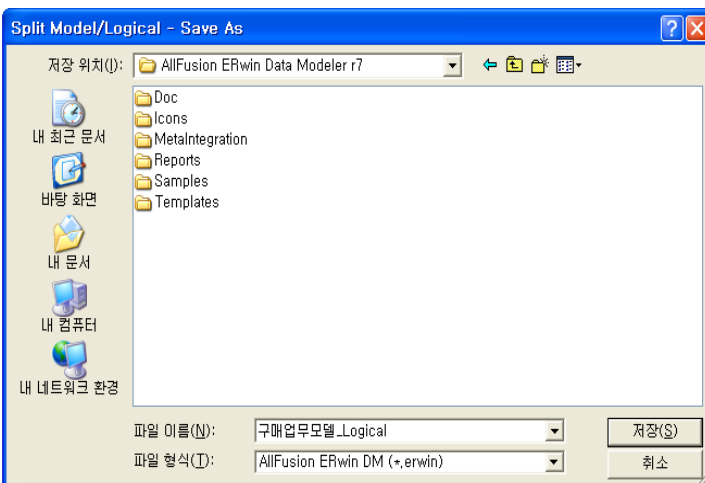 Split Model/Logical - Save As
저장 위치(I): AllFusion ERwin Data Modeler r7
Doc
Icons
MetaIntegration
Reports
Samples
Templates
내 최근 문서
바탕 화면
내 문서
내 컴퓨터
내 네트워크 환경
파일 이름(N): 구매업무모델_Logical 저장(S)
파일 형식(T): AllFusion ERwin DM (*.erwin) 취소